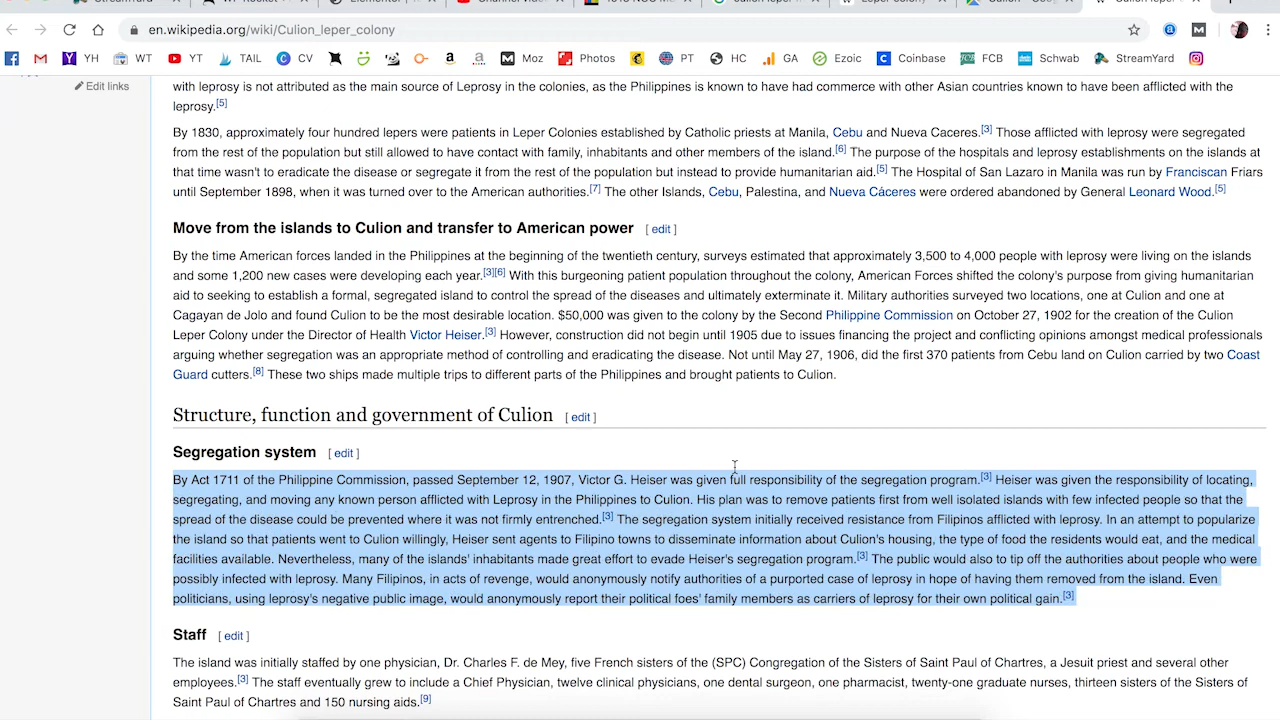 en.wikipedia.org/wiki/Culion_leper_colony
YH WT YT TAIL CV Moz Photos PT HC GA Ezoic Coinbase FCB Schwab StreamYard
Edit links
with leprosy is not attributed as the main source of Leprosy in the colonies, as the Philippines is known to have had commerce with other Asian countries known to have been afflicted with the
leprosy.[5]
By 1830, approximately four hundred lepers were patients in Leper Colonies established by Catholic priests at Manila, Cebu and Nueva Caceres.[3] Those afflicted with leprosy were segregated
from the rest of the population but still allowed to have contact with family, inhabitants and other members of the island.[6] The purpose of the hospitals and leprosy establishments on the islands at
that time wasn't to eradicate the disease or segregate it from the rest of the population but instead to provide humanitarian aid.[5] The Hospital of San Lazaro in Manila was run by Franciscan Friars
until September 1898, when it was turned over to the American authorities.[7] The other Islands, Cebu, Palestina, and Nueva Cáceres were ordered abandoned by General Leonard Wood.[5]
Move from the islands to Culion and transfer to American power [ edit ]
By the time American forces landed in the Philippines at the beginning of the twentieth century, surveys estimated that approximately 3,500 to 4,000 people with leprosy were living on the islands
and some 1,200 new cases were developing each year.[3][6] With this burgeoning patient population throughout the colony, American Forces shifted the colony's purpose from giving humanitarian
aid to seeking to establish a formal, segregated island to control the spread of the diseases and ultimately exterminate it. Military authorities surveyed two locations, one at Culion and one at
Cagayan de Jolo and found Culion to be the most desirable location. $50,000 was given to the colony by the Second Philippine Commission on October 27, 1902 for the creation of the Culion
Leper Colony under the Director of Health Victor Heiser.[3] However, construction did not begin until 1905 due to issues financing the project and conflicting opinions amongst medical professionals
arguing whether segregation was an appropriate method of controlling and eradicating the disease. Not until May 27, 1906, did the first 370 patients from Cebu land on Culion carried by two Coast
Guard cutters.[8] These two ships made multiple trips to different parts of the Philippines and brought patients to Culion.
Structure, function and government of Culion [ edit ]
Segregation system [ edit ]
By Act 1711 of the Philippine Commission, passed September 12, 1907, Victor G. Heiser was given full responsibility of the segregation program.[3] Heiser was given the responsibility of locating,
segregating, and moving any known person afflicted with Leprosy in the Philippines to Culion. His plan was to remove patients first from well isolated islands with few infected people so that the
spread of the disease could be prevented where it was not firmly entrenched.[3] The segregation system initially received resistance from Filipinos afflicted with leprosy. In an attempt to popularize
the island so that patients went to Culion willingly, Heiser sent agents to Filipino towns to disseminate information about Culion's housing, the type of food the residents would eat, and the medical
facilities available. Nevertheless, many of the islands' inhabitants made great effort to evade Heiser's segregation program.[3] The public would also to tip off the authorities about people who were
possibly infected with leprosy. Many Filipinos, in acts of revenge, would anonymously notify authorities of a purported case of leprosy in hope of having them removed from the island. Even
politicians, using leprosy's negative public image, would anonymously report their political foes' family members as carriers of leprosy for their own political gain.[3]
Staff [ edit ]
The island was initially staffed by one physician, Dr. Charles F. de Mey, five French sisters of the (SPC) Congregation of the Sisters of Saint Paul of Chartres, a Jesuit priest and several other
employees.[3] The staff eventually grew to include a Chief Physician, twelve clinical physicians, one dental surgeon, one pharmacist, twenty-one graduate nurses, thirteen sisters of the Sisters of
Saint Paul of Chartres and 150 nursing aids.[9]